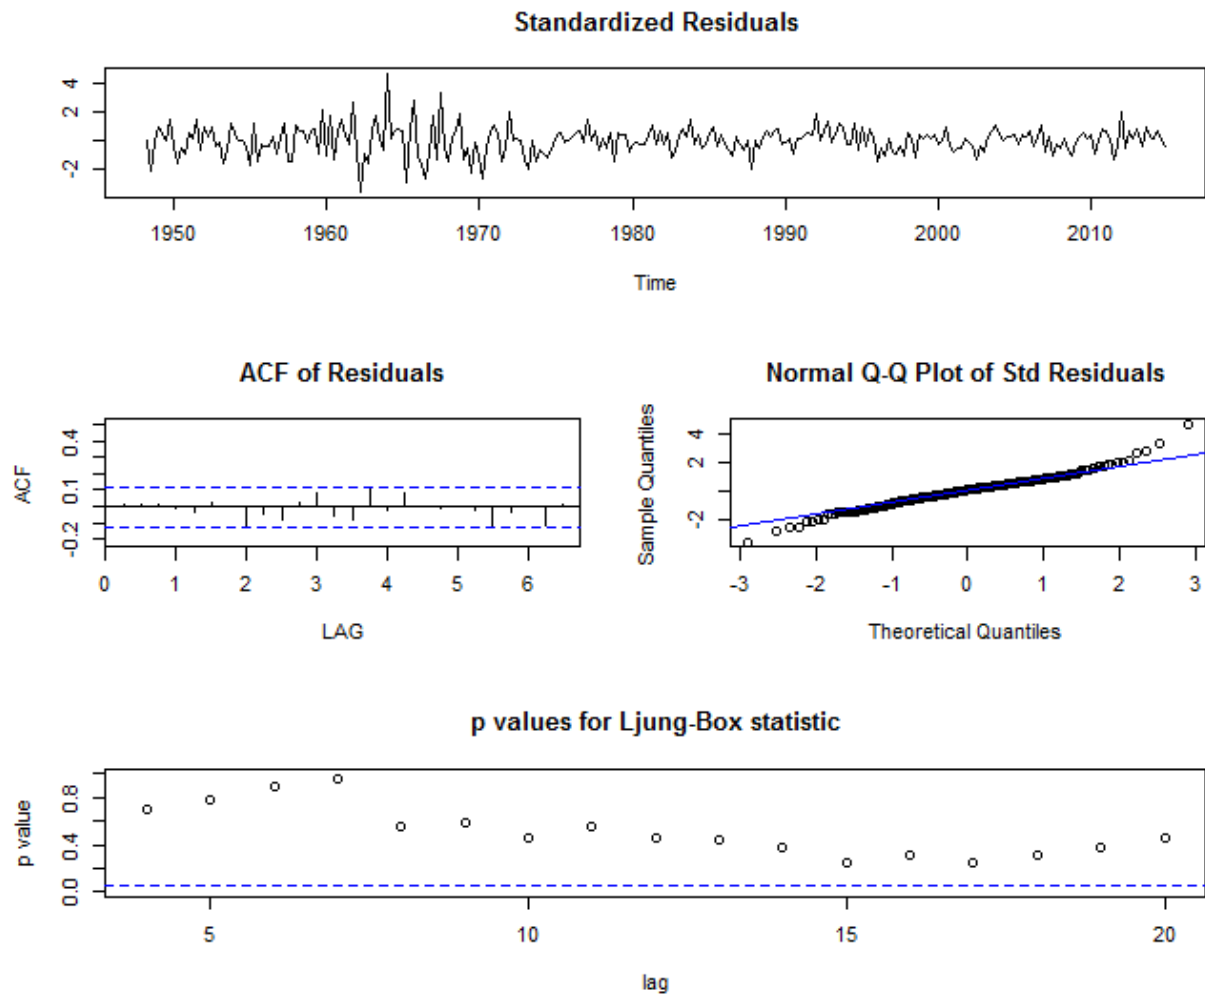 Standardized Residuals
4
2
-2
1950 1960 1970 1980 1990 2000 2010
Time
ACF of Residuals
ACF
0.4
0.1
-0.2
0 1 2 3 4 5 6
LAG
Normal Q-Q Plot of Std Residuals
Sample Quantiles
4
2
-2
-3 -2 -1 0 1 2 3
Theoretical Quantiles
p values for Ljung-Box statistic
p value
0.8
0.4
0.0
5 10 15 20
lag